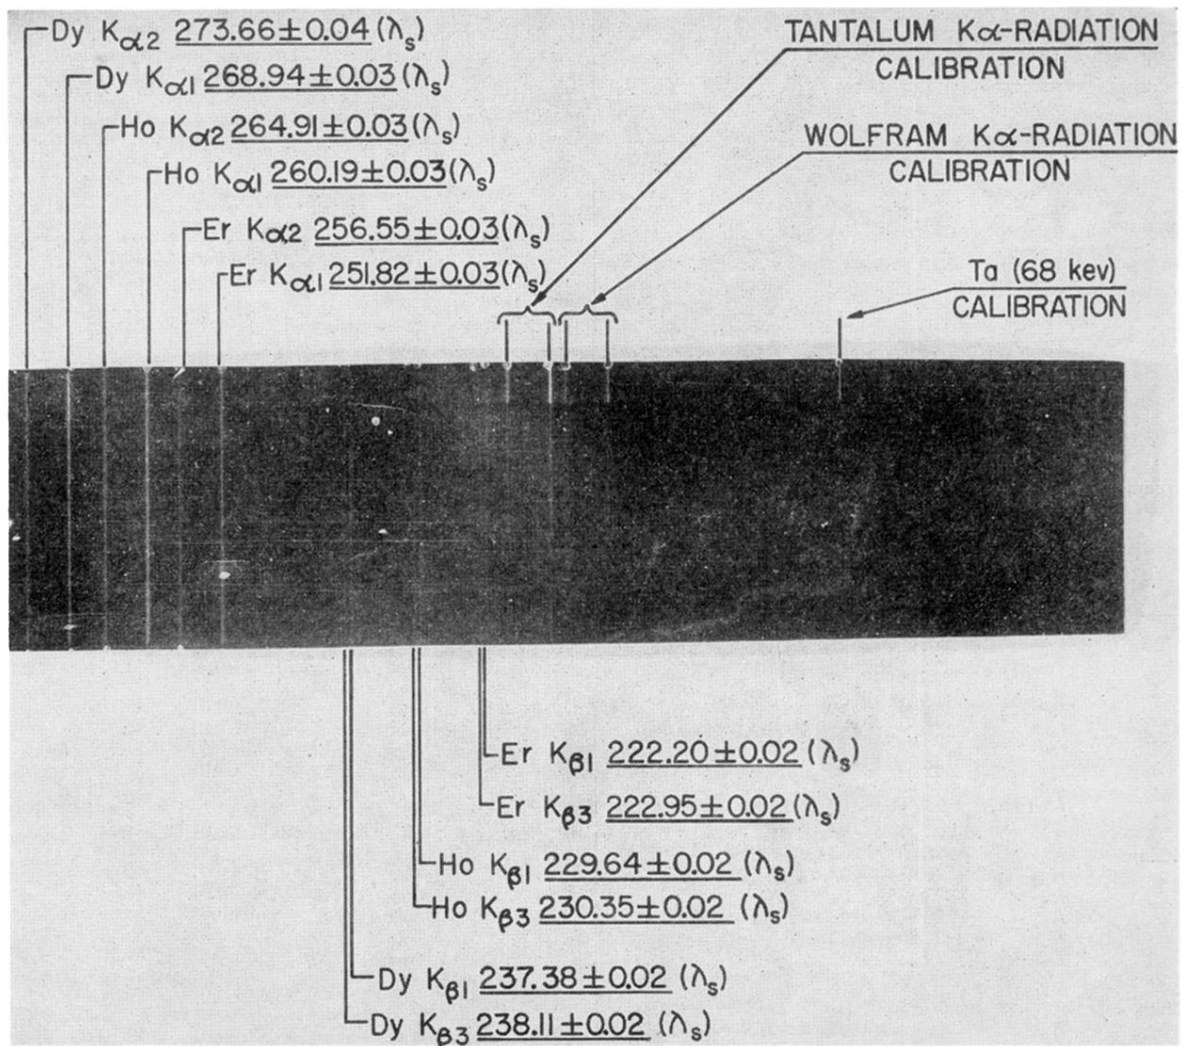 Dy Kα2 273.66±0.04(λs)
Dy Kα1 268.94±0.03(λs)
Ho Kα2 264.91±0.03(λs)
Ho Kα1 260.19±0.03(λs)
Er Kα2 256.55±0.03(λs)
Er Kα1 251.82±0.03(λs)
TANTALUM Kα-RADIATION
CALIBRATION
WOLFRAM Kα-RADIATION
CALIBRATION
Ta (68 kev)
CALIBRATION
Er Kβ1 222.20±0.02(λs)
Er Kβ3 222.95±0.02(λs)
Ho Kβ1 229.64±0.02 (λs)
Ho Kβ3 230.35±0.02 (λs)
Dy Kβ1 237.38±0.02 (λs)
Dy Kβ3 238.11±0.02 (λs)